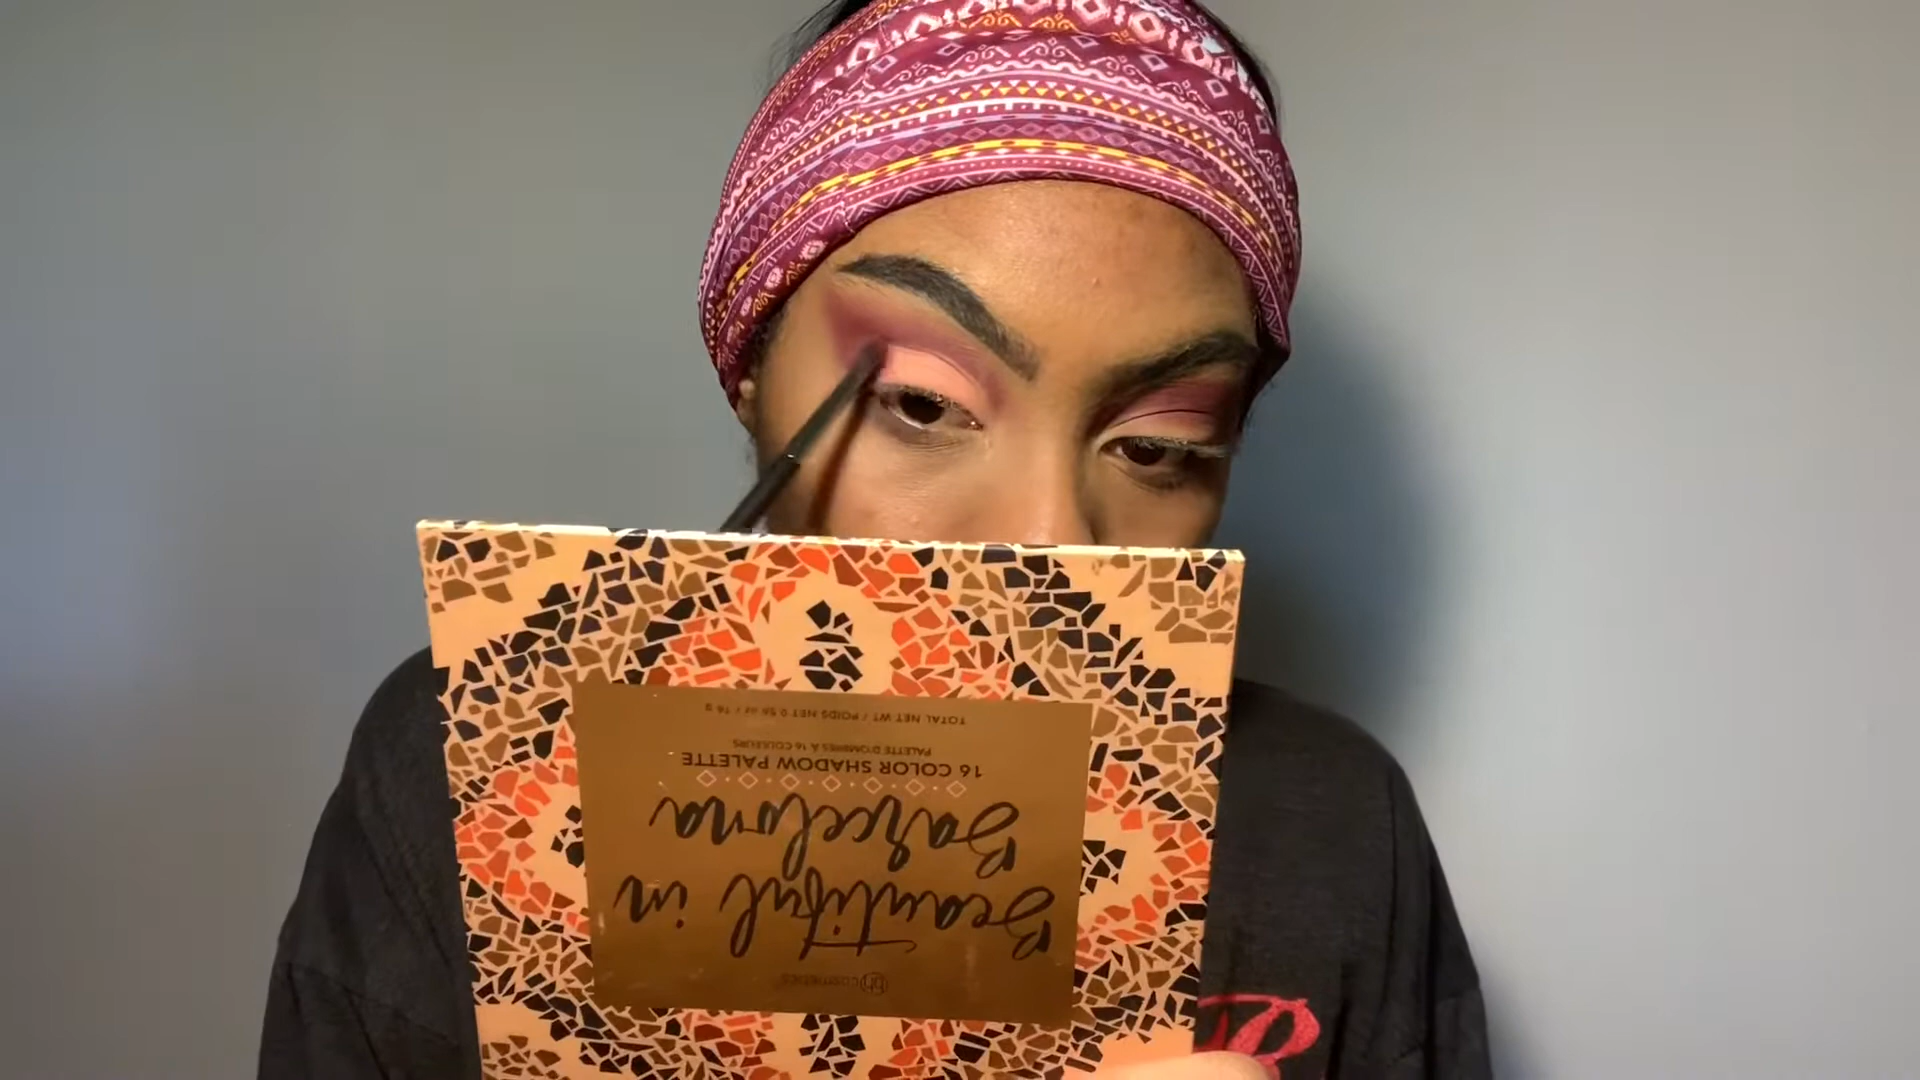 bh cosmetics
Beautiful in
Barcelona
16 COLOR SHADOW PALETTE
PALETTE D'OMBRES À 16 COULEURS
TOTAL NET WT / POIDS NET 0.56 oz / 16 g